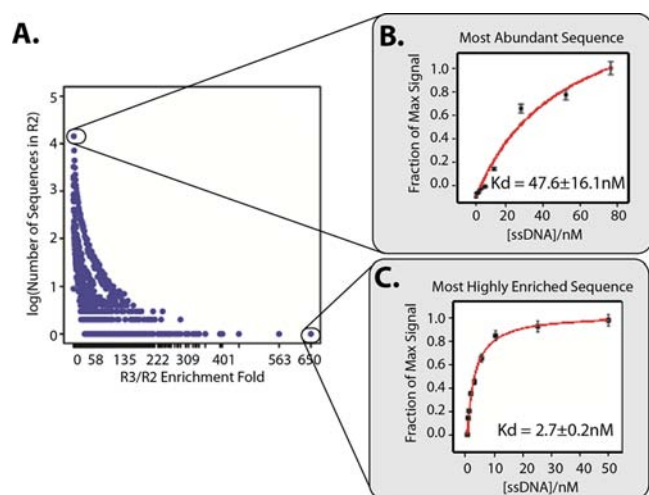 A.
log(Number of Sequences in R2)
5
4
3
2
1
0
0 58 135 222 309 401 563 650
R3/R2 Enrichment Fold
B.
Most Abundant Sequence
Fraction of Max Signal
1.0
0.8
0.6
0.4
0.2
0.0
Kd = 47.6±16.1nM
0 20 40 60 80
[ssDNA]/nM
C.
Most Highly Enriched Sequence
Fraction of Max Signal
1.0
0.8
0.6
0.4
0.2
0.0
Kd = 2.7±0.2nM
0 10 20 30 40 50
[ssDNA]/nM